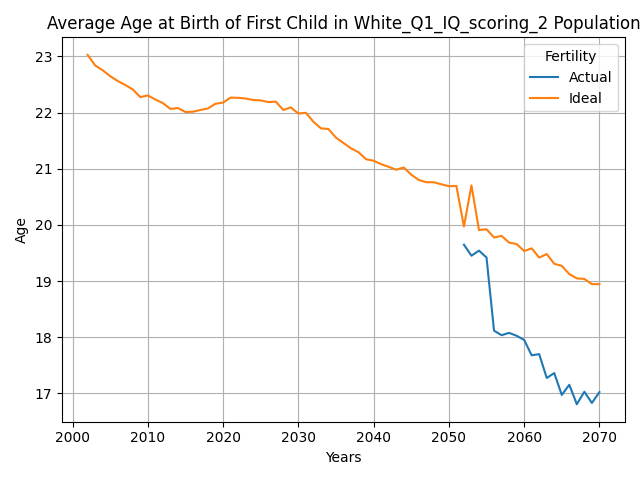 Average Age at Birth of First Child in White_Q1_IQ_scoring_2 Population
Fertility
Actual
Ideal
Age
23
22
21
20
19
18
17
2000 2010 2020 2030 2040 2050 2060 2070
Years